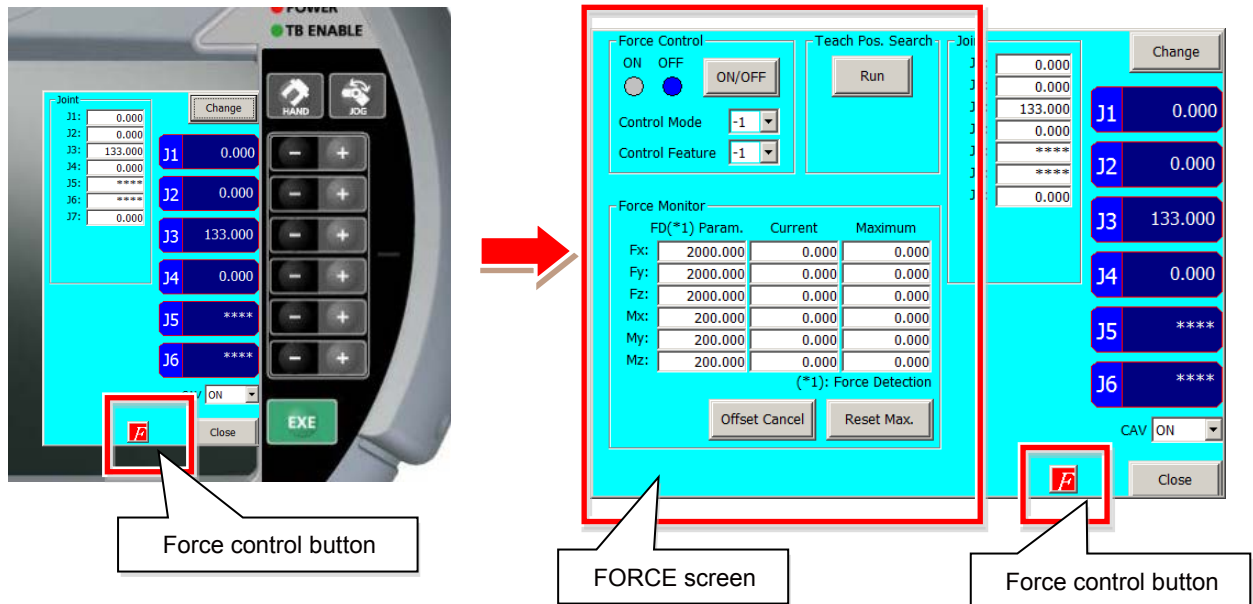 POWER
TB ENABLE
HAND
JOG
Joint
Change
J1: 0.000
J2: 0.000
J3: 133.000
J4: 0.000
J5: ****
J6: ****
J7: 0.000
J1 0.000
J2 0.000
J3 133.000
J4 0.000
J5 ****
J6 ****
- +
- +
- +
- +
- +
- +
ON
F
Close
EXE
Force control button
Force Control
ON OFF
ON/OFF
Control Mode -1
Control Feature -1
Teach Pos. Search
Run
0.000
0.000
133.000
0.000
****
****
0.000
Change
J1 0.000
J2 0.000
J3 133.000
J4 0.000
J5 ****
J6 ****
Force Monitor
FD(*1) Param. Current Maximum
Fx: 2000.000 0.000 0.000
Fy: 2000.000 0.000 0.000
Fz: 2000.000 0.000 0.000
Mx: 200.000 0.000 0.000
My: 200.000 0.000 0.000
Mz: 200.000 0.000 0.000
(*1): Force Detection
Offset Cancel Reset Max.
CAV ON
F
Close
FORCE screen
Force control button